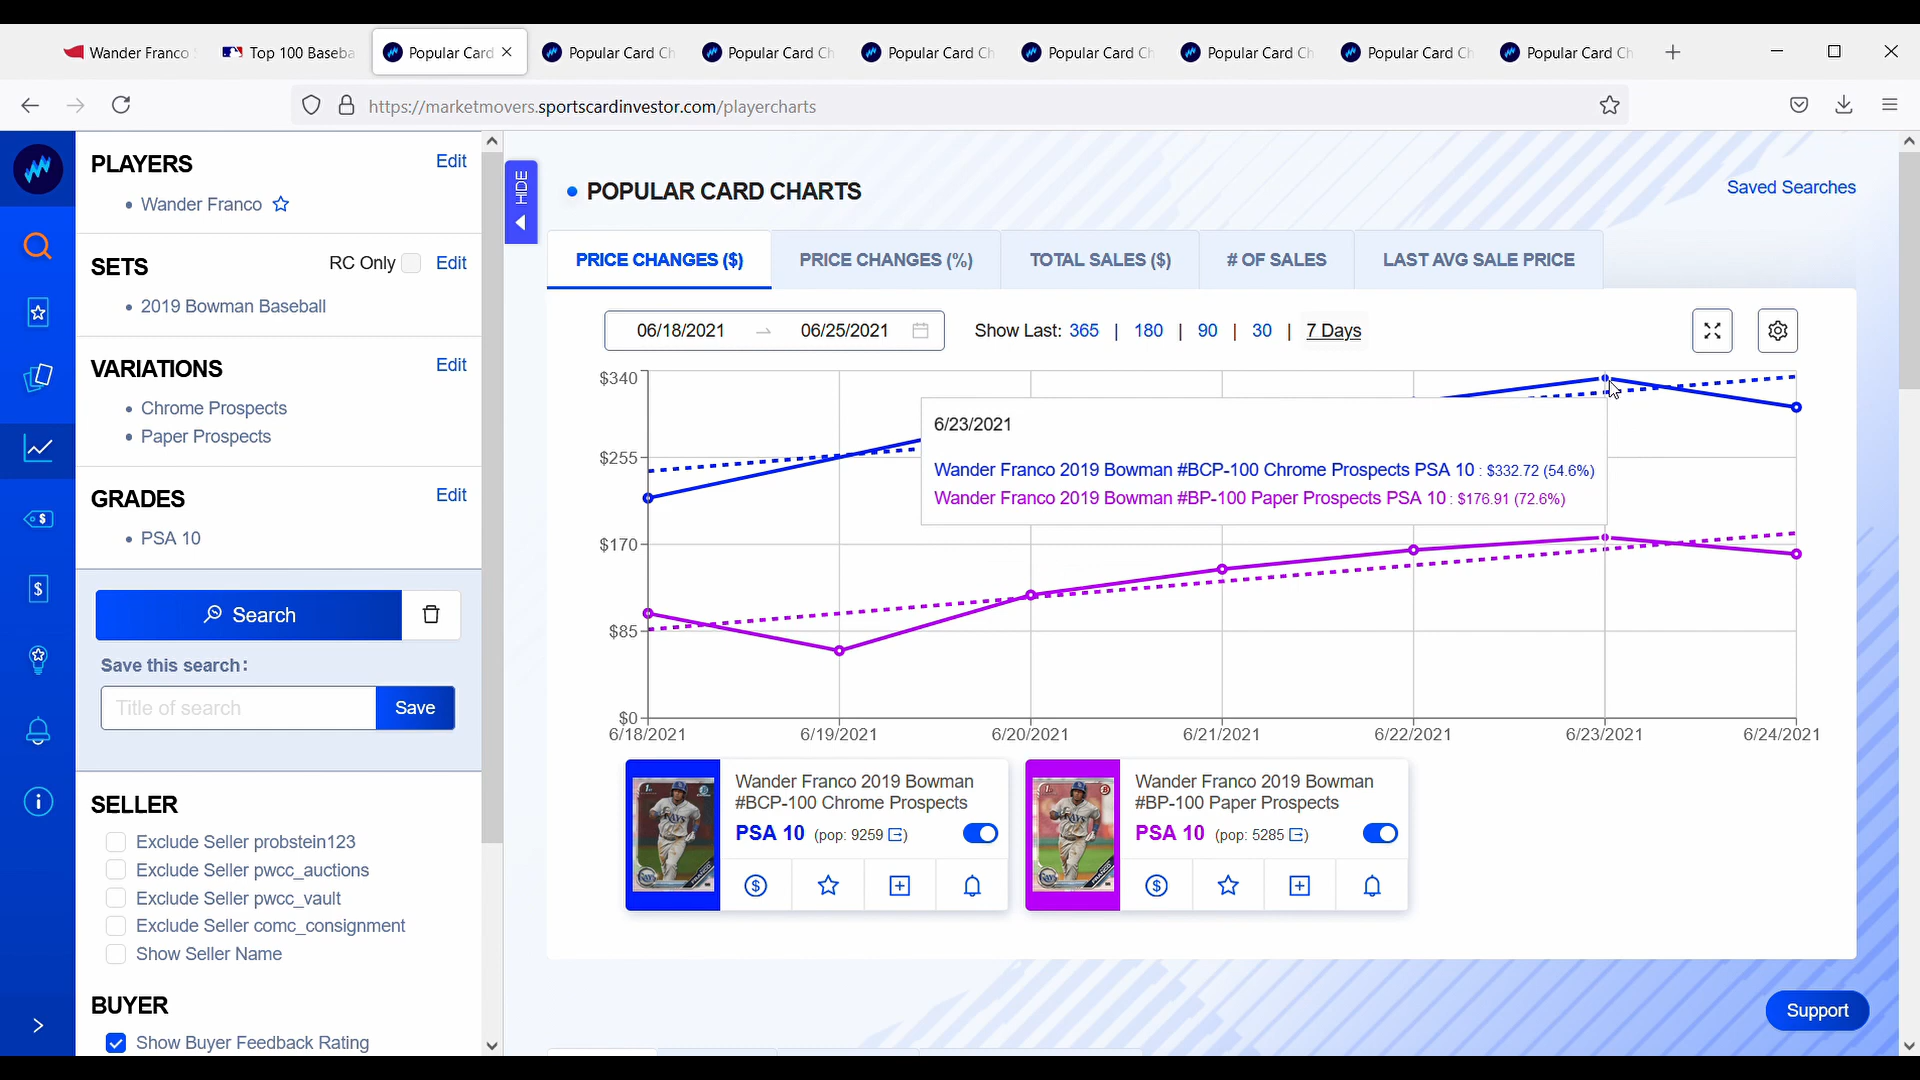 Wander Franco
Top 100 Baseba
Popular Card
Popular Card Ch
Popular Card Ch
Popular Card Ch
Popular Card Ch
Popular Card Ch
Popular Card Ch
Popular Card Ch
https://marketmovers.sportscardinvestor.com/playercharts
PLAYERS
Edit
• Wander Franco
SETS
RC Only
Edit
• 2019 Bowman Baseball
VARIATIONS
Edit
• Chrome Prospects
• Paper Prospects
GRADES
Edit
• PSA 10
Search
Save this search:
Title of search
Save
SELLER
Exclude Seller probstein123
Exclude Seller pwcc_auctions
Exclude Seller pwcc_vault
Exclude Seller comc_consignment
Show Seller Name
BUYER
Show Buyer Feedback Rating
HIDE
• POPULAR CARD CHARTS
Saved Searches
PRICE CHANGES ($)
PRICE CHANGES (%)
TOTAL SALES ($)
# OF SALES
LAST AVG SALE PRICE
06/18/2021 → 06/25/2021
Show Last: 365 | 180 | 90 | 30 | 7 Days
$340
$255
$170
$85
$0
6/23/2021
Wander Franco 2019 Bowman #BCP-100 Chrome Prospects PSA 10 : $332.72 (54.6%)
Wander Franco 2019 Bowman #BP-100 Paper Prospects PSA 10 : $176.91 (72.6%)
6/18/2021
6/19/2021
6/20/2021
6/21/2021
6/22/2021
6/23/2021
6/24/2021
Wander Franco 2019 Bowman
#BCP-100 Chrome Prospects
PSA 10 (pop: 9259)
Wander Franco 2019 Bowman
#BP-100 Paper Prospects
PSA 10 (pop: 5285)
Support